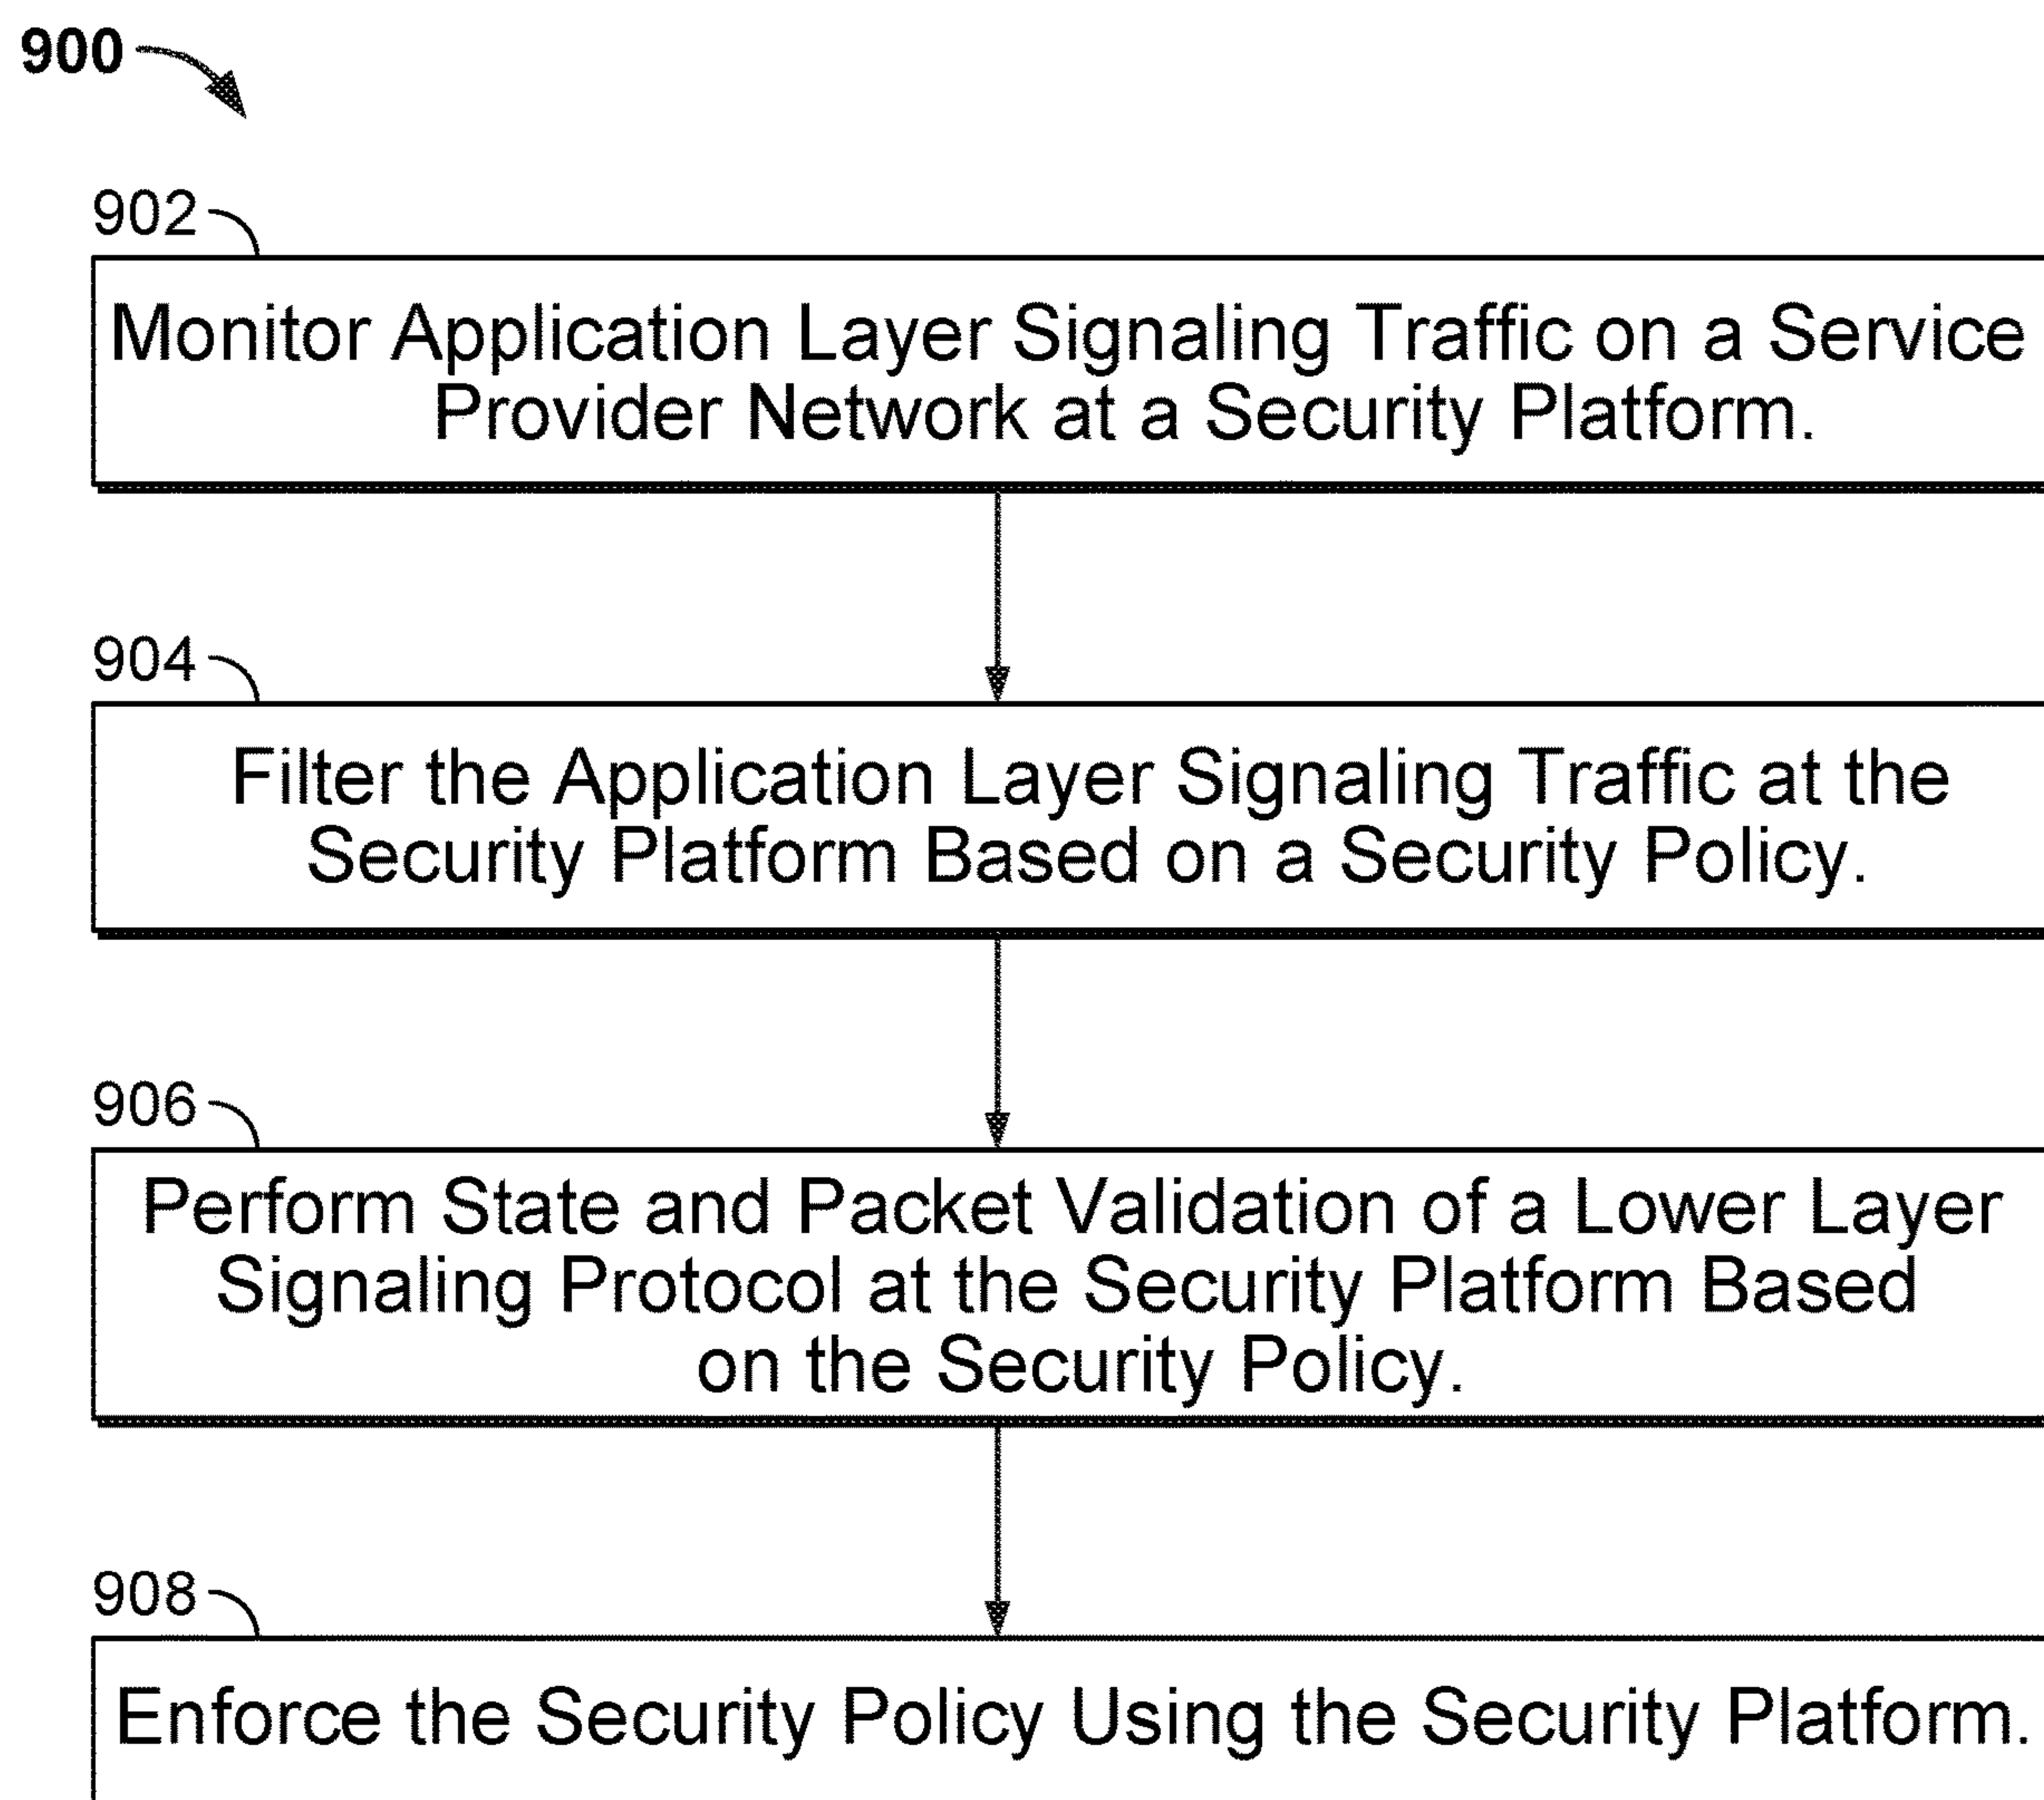 900
902
Monitor Application Layer Signaling Traffic on a Service
Provider Network at a Security Platform.
904
Filter the Application Layer Signaling Traffic at the
Security Platform Based on a Security Policy.
906
Perform State and Packet Validation of a Lower Layer
Signaling Protocol at the Security Platform Based
on the Security Policy.
908
Enforce the Security Policy Using the Security Platform.